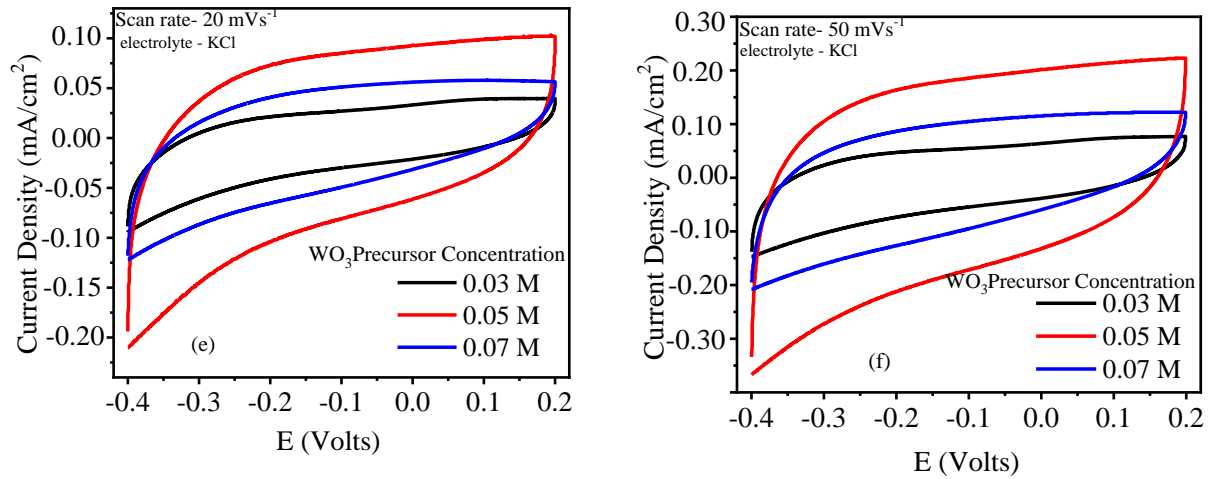 Scan rate- 20 mVs-1
electrolyte - KCl
0.10
0.05
0.00
-0.05
-0.10
-0.15
-0.20
Current Density (mA/cm2)
WO3Precursor Concentration
0.03 M
0.05 M
0.07 M
(e)
-0.4 -0.3 -0.2 -0.1 0.0 0.1 0.2
E (Volts)
Scan rate- 50 mVs-1
electrolyte - KCl
0.20
0.10
0.00
-0.10
-0.20
-0.30
Current Density (mA/cm2)
WO3Precursor Concentration
0.03 M
0.05 M
0.07 M
(f)
-0.4 -0.3 -0.2 -0.1 0.0 0.1 0.2
E (Volts)